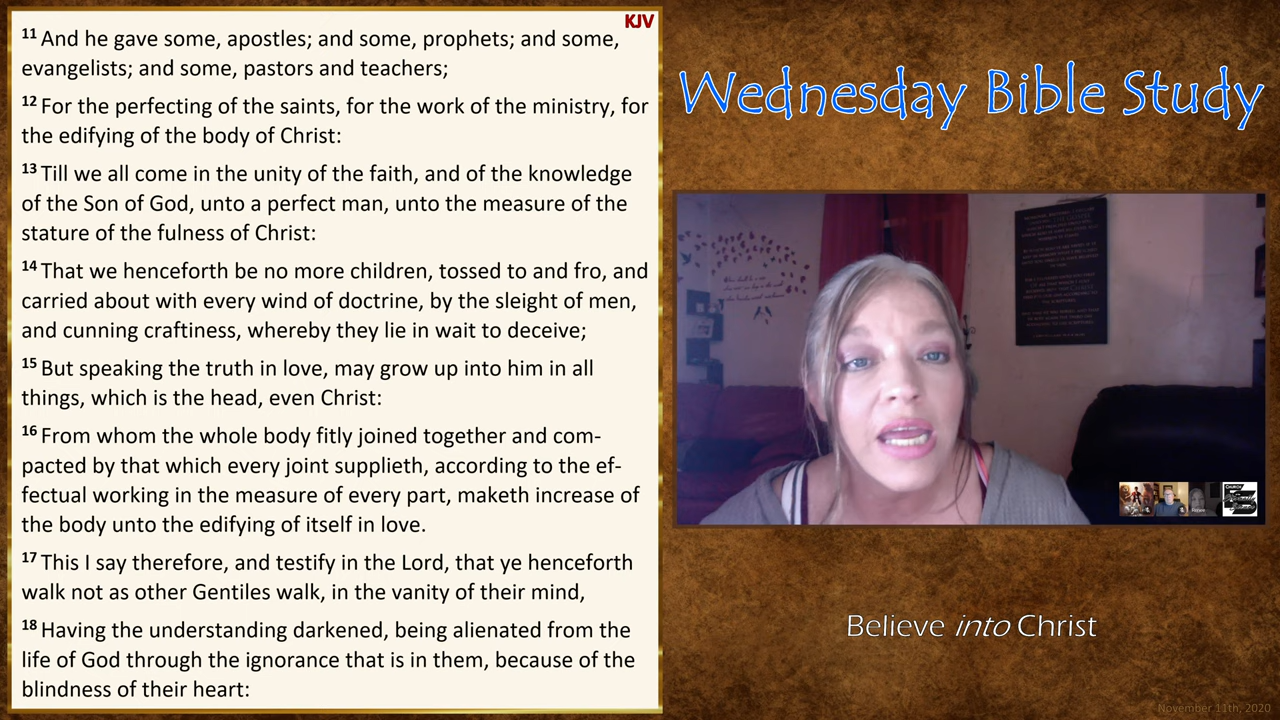 KJV
11 And he gave some, apostles; and some, prophets; and some,
evangelists; and some, pastors and teachers;
12 For the perfecting of the saints, for the work of the ministry, for
the edifying of the body of Christ:
13 Till we all come in the unity of the faith, and of the knowledge
of the Son of God, unto a perfect man, unto the measure of the
stature of the fulness of Christ:
14 That we henceforth be no more children, tossed to and fro, and
carried about with every wind of doctrine, by the sleight of men,
and cunning craftiness, whereby they lie in wait to deceive;
15 But speaking the truth in love, may grow up into him in all
things, which is the head, even Christ:
16 From whom the whole body fitly joined together and com-
pacted by that which every joint supplieth, according to the ef-
fectual working in the measure of every part, maketh increase of
the body unto the edifying of itself in love.
17 This I say therefore, and testify in the Lord, that ye henceforth
walk not as other Gentiles walk, in the vanity of their mind,
18 Having the understanding darkened, being alienated from the
life of God through the ignorance that is in them, because of the
blindness of their heart:
Wednesday Bible Study
Believe into Christ
November 11th, 2020